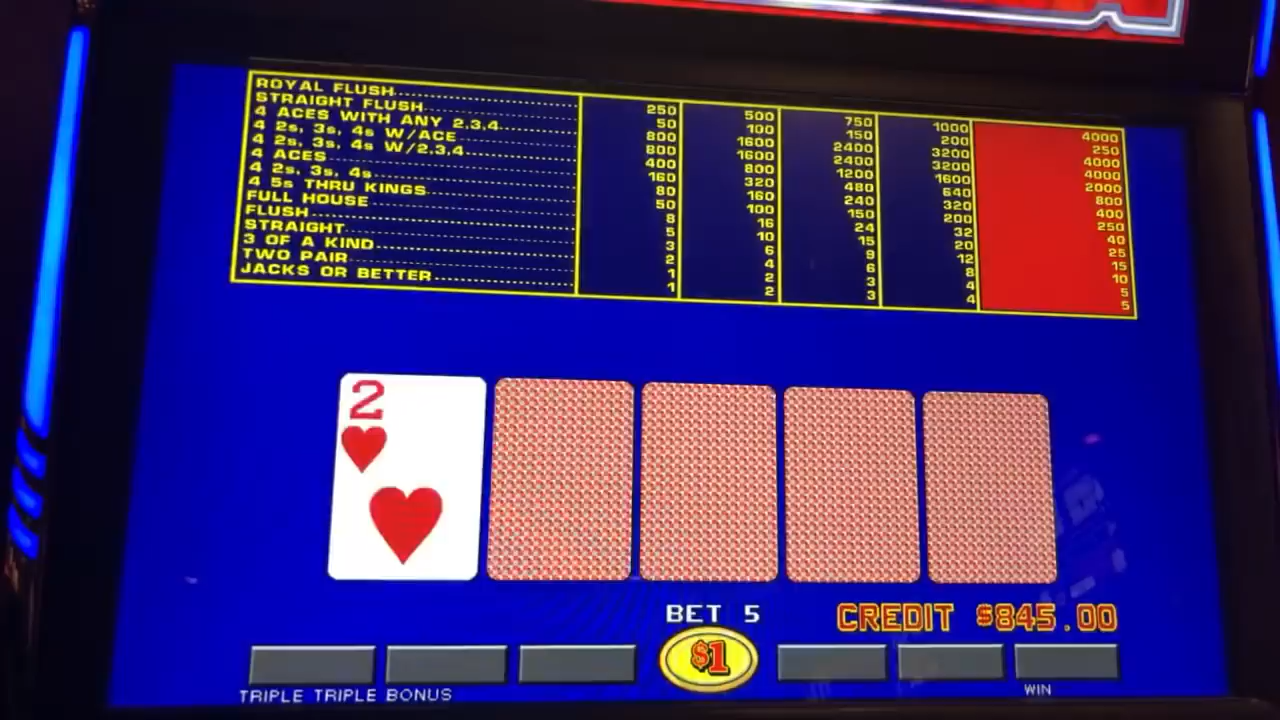 ROYAL FLUSH 250 500 750 1000 4000
STRAIGHT FLUSH 50 100 150 200 250
4 ACES WITH ANY 2,3,4 800 1600 2400 3200 4000
4 2s, 3s, 4s W/ACE 800 1600 2400 3200 4000
4 2s, 3s, 4s W/2,3,4 400 800 1200 1600 2000
4 ACES 160 320 480 640 800
4 2s, 3s, 4s 80 160 240 320 400
4 5s THRU KINGS 50 100 150 200 250
FULL HOUSE 8 16 24 32 40
FLUSH 5 10 15 20 25
STRAIGHT 3 6 9 12 15
3 OF A KIND 2 4 6 8 10
TWO PAIR 1 2 3 4 5
JACKS OR BETTER 1 2 3 4 5
2
BET 5 CREDIT $845.00
$1
TRIPLE TRIPLE BONUS WIN